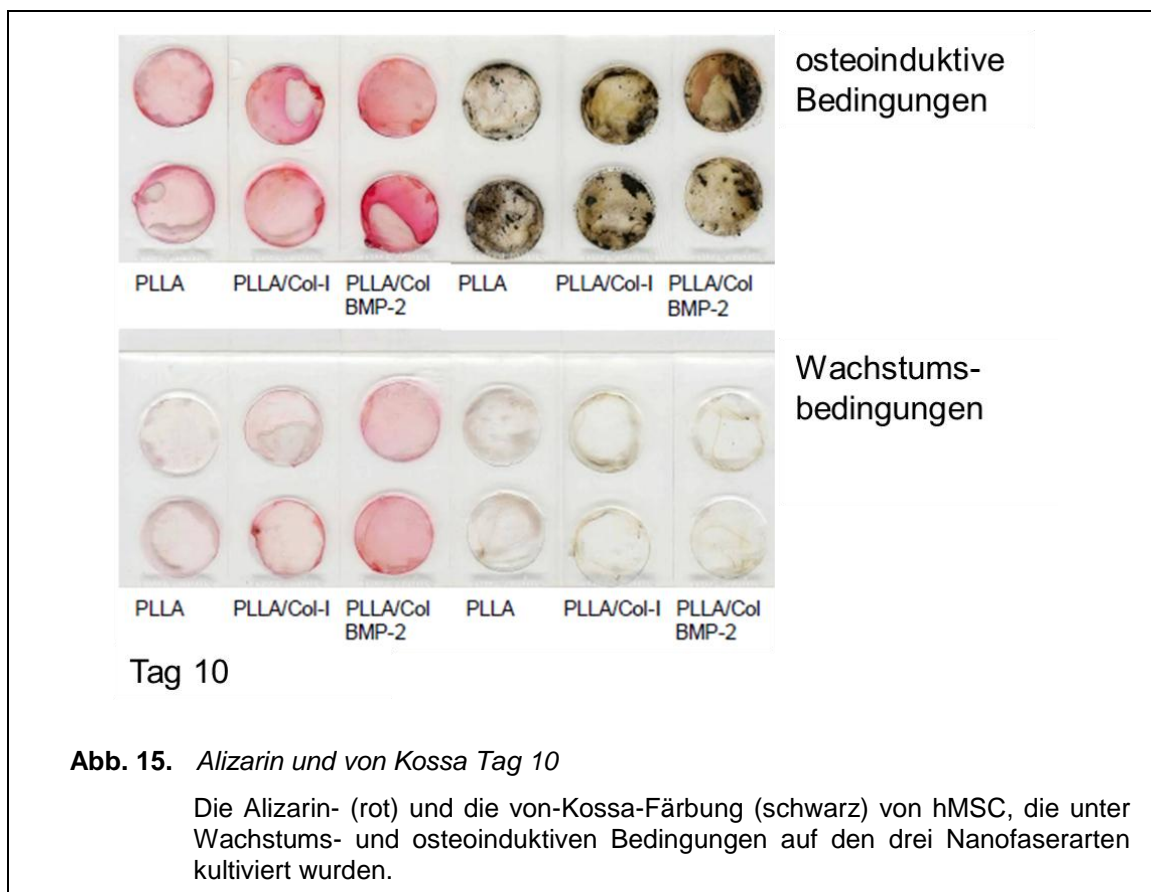 osteoinduktive
Bedingungen
PLLA PLLA/Col-I PLLA/Col BMP-2 PLLA PLLA/Col-I PLLA/Col BMP-2
Wachstums-
bedingungen
PLLA PLLA/Col-I PLLA/Col BMP-2 PLLA PLLA/Col-I PLLA/Col BMP-2
Tag 10
Abb. 15. Alizarin und von Kossa Tag 10
Die Alizarin- (rot) und die von-Kossa-Färbung (schwarz) von hMSC, die unter
Wachstums- und osteoinduktiven Bedingungen auf den drei Nanofaserarten
kultiviert wurden.